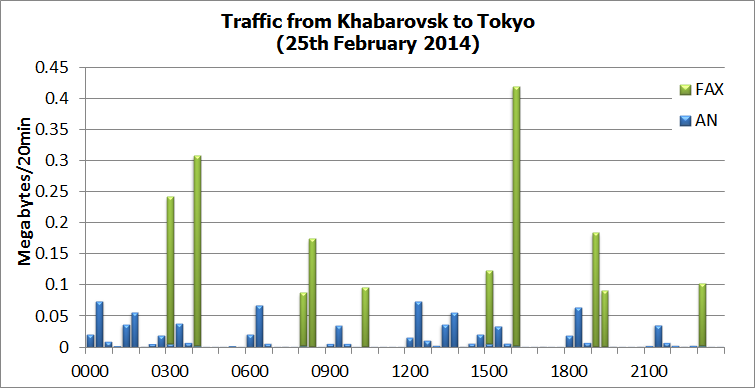 Traffic from Khabarovsk to Tokyo
(25th February 2014)
0.45
0.4
0.35
0.3
0.25
0.2
0.15
0.1
0.05
0
Megabytes/20min
FAX
AN
0000 0300 0600 0900 1200 1500 1800 2100